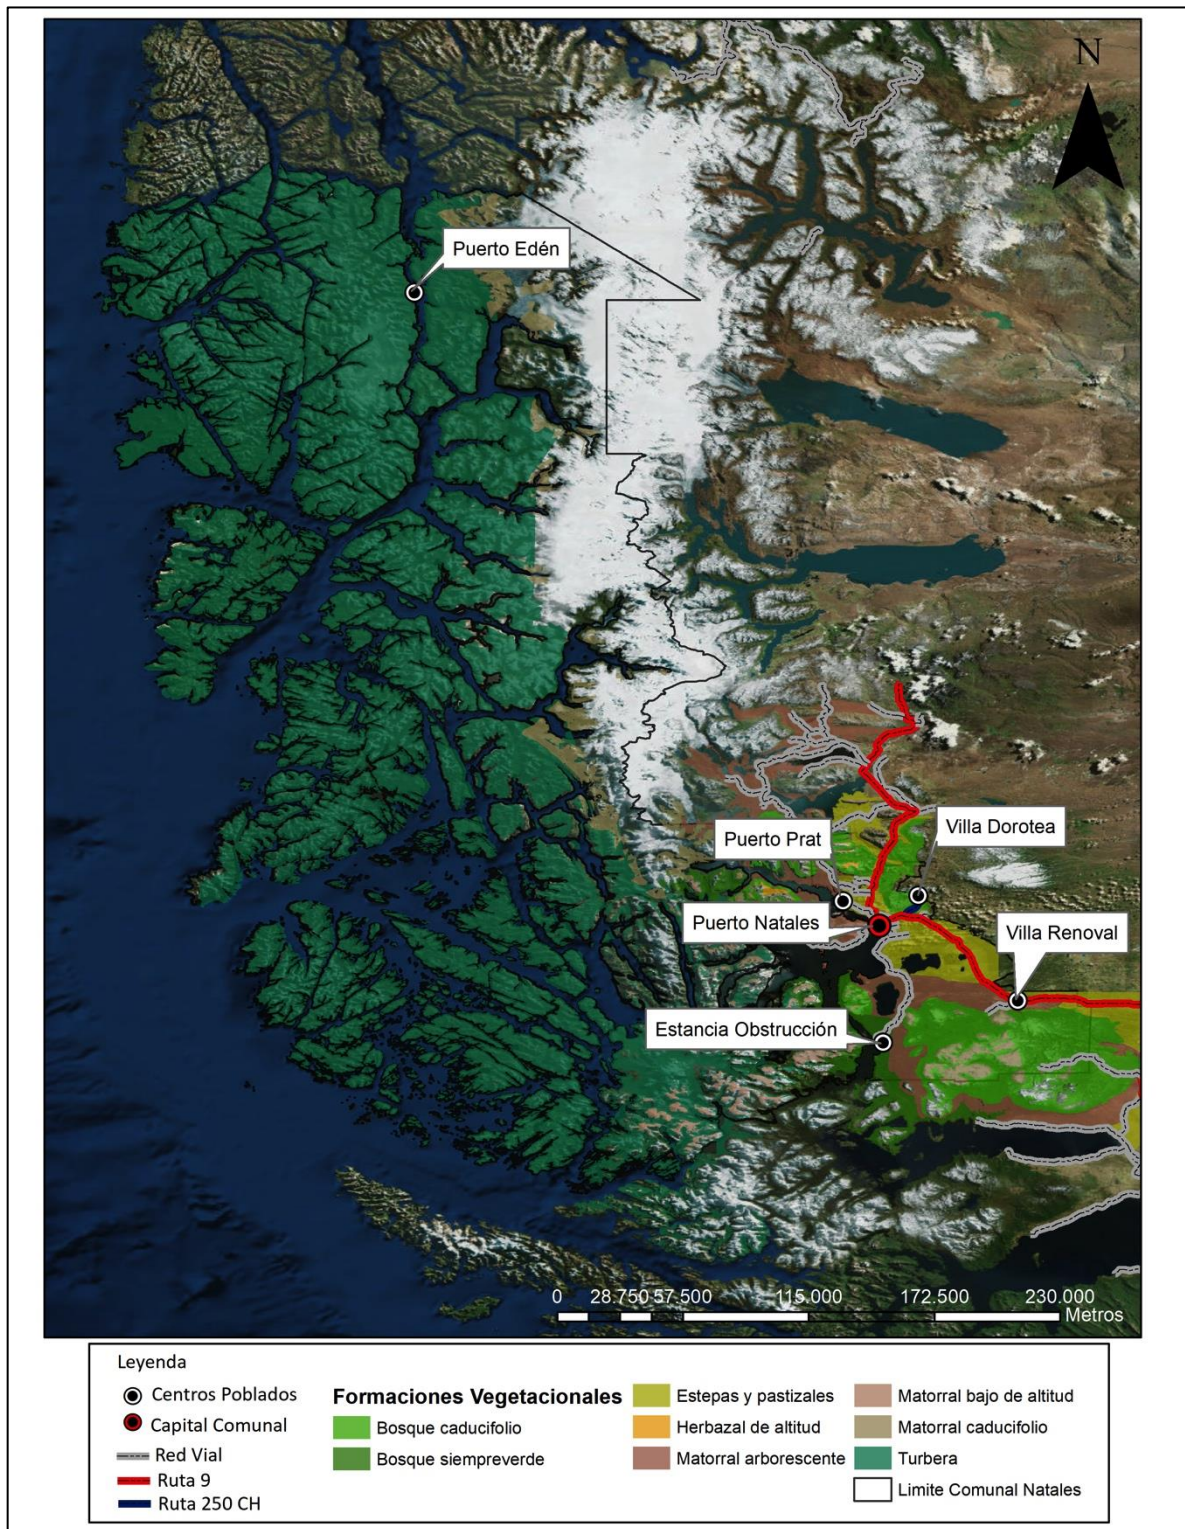 N
Puerto Edén
Puerto Prat
Villa Dorotea
Puerto Natales
Villa Renoval
Estancia Obstrucción
0 28.750 57.500 115.000 172.500 230.000
Metros
Leyenda
Centros Poblados
Capital Comunal
Red Vial
Ruta 9
Ruta 250 CH
Formaciones Vegetacionales
Bosque caducifolio
Bosque siempreverde
Estepas y pastizales
Herbazal de altitud
Matorral arborescente
Matorral bajo de altitud
Matorral caducifolio
Turbera
Limite Comunal Natales